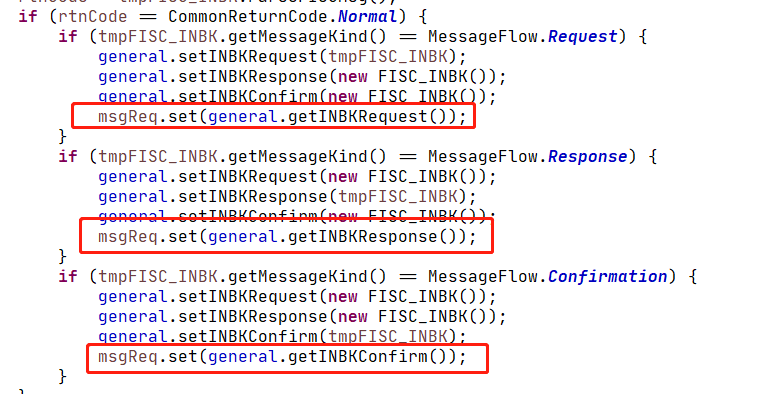 if (rtnCode == CommonReturnCode.Normal) {
if (tmpFISC_INBK.getMessageKind() == MessageFlow.Request) {
general.setINBKRequest(tmpFISC_INBK);
general.setINBKResponse(new FISC_INBK());
general.setINBKConfirm(new FISC_INBK());
msgReq.set(general.getINBKRequest());
}
if (tmpFISC_INBK.getMessageKind() == MessageFlow.Response) {
general.setINBKRequest(new FISC_INBK());
general.setINBKResponse(tmpFISC_INBK);
general.setINBKConfirm(new FISC_INBK());
msgReq.set(general.getINBKResponse());
}
if (tmpFISC_INBK.getMessageKind() == MessageFlow.Confirmation) {
general.setINBKRequest(new FISC_INBK());
general.setINBKResponse(new FISC_INBK());
general.setINBKConfirm(tmpFISC_INBK);
msgReq.set(general.getINBKConfirm());
}